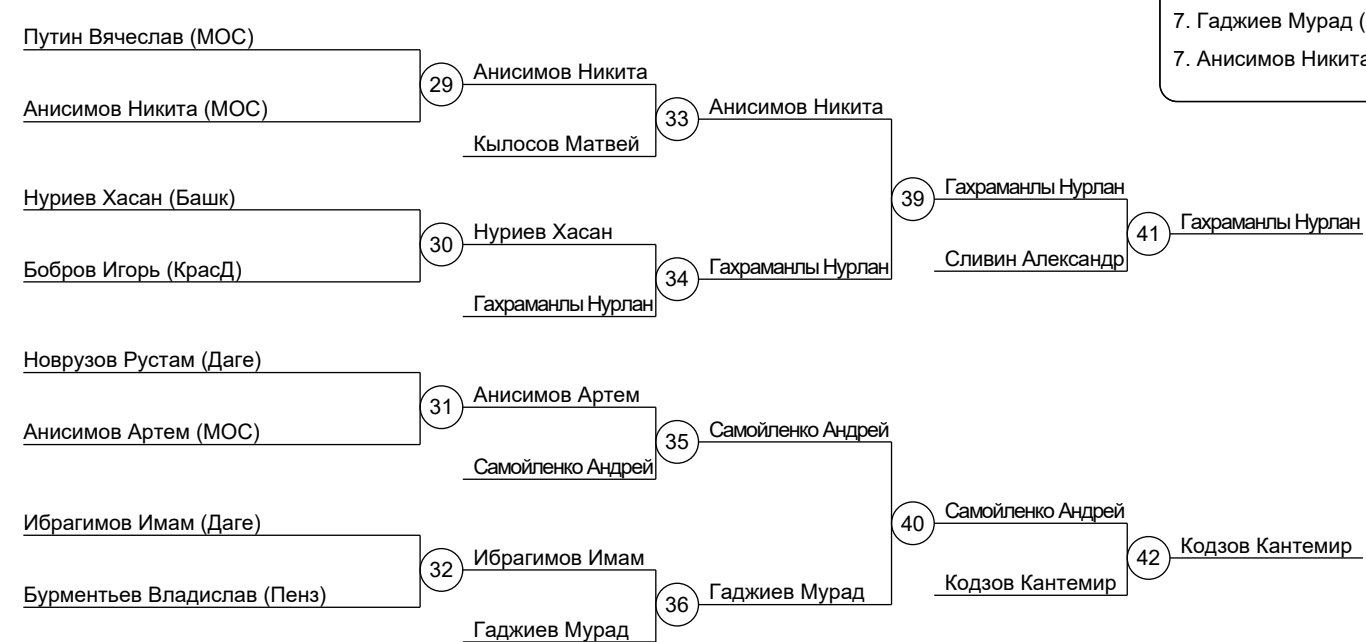 7. Гаджиев Мурад (
7. Анисимов Никита
Путин Вячеслав (МОС)
29
Анисимов Никита
Анисимов Никита (МОС)
33
Анисимов Никита
Кылосов Матвей
Нуриев Хасан (Башк)
39
Гахраманлы Нурлан
30
Нуриев Хасан
41
Гахраманлы Нурлан
Бобров Игорь (КрасД)
34
Гахраманлы Нурлан
Сливин Александр
Гахраманлы Нурлан
Новрузов Рустам (Даге)
31
Анисимов Артем
Анисимов Артем (МОС)
35
Самойленко Андрей
Самойленко Андрей
Ибрагимов Имам (Даге)
40
Самойленко Андрей
32
Ибрагимов Имам
42
Кодзов Кантемир
Бурментьев Владислав (Пенз)
36
Гаджиев Мурад
Кодзов Кантемир
Гаджиев Мурад